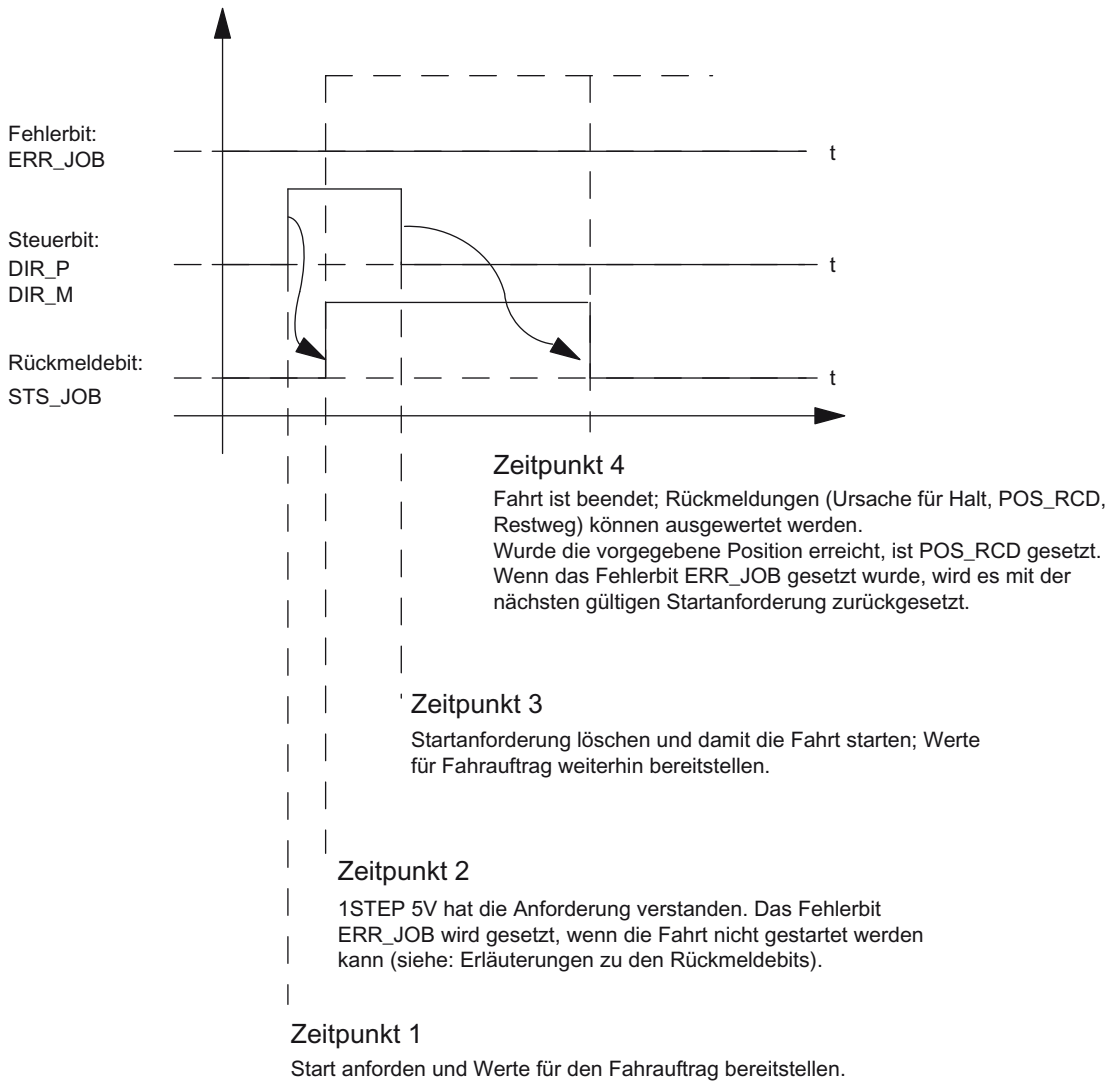 Fehlerbit:
ERR_JOB
t
Steuerbit:
DIR_P
DIR_M
t
Rückmeldebit:
STS_JOB
t
Zeitpunkt 4
Fahrt ist beendet; Rückmeldungen (Ursache für Halt, POS_RCD,
Restweg) können ausgewertet werden.
Wurde die vorgegebene Position erreicht, ist POS_RCD gesetzt.
Wenn das Fehlerbit ERR_JOB gesetzt wurde, wird es mit der
nächsten gültigen Startanforderung zurückgesetzt.
Zeitpunkt 3
Startanforderung löschen und damit die Fahrt starten; Werte
für Fahrauftrag weiterhin bereitstellen.
Zeitpunkt 2
1STEP 5V hat die Anforderung verstanden. Das Fehlerbit
ERR_JOB wird gesetzt, wenn die Fahrt nicht gestartet werden
kann (siehe: Erläuterungen zu den Rückmeldebits).
Zeitpunkt 1
Start anforden und Werte für den Fahrauftrag bereitstellen.